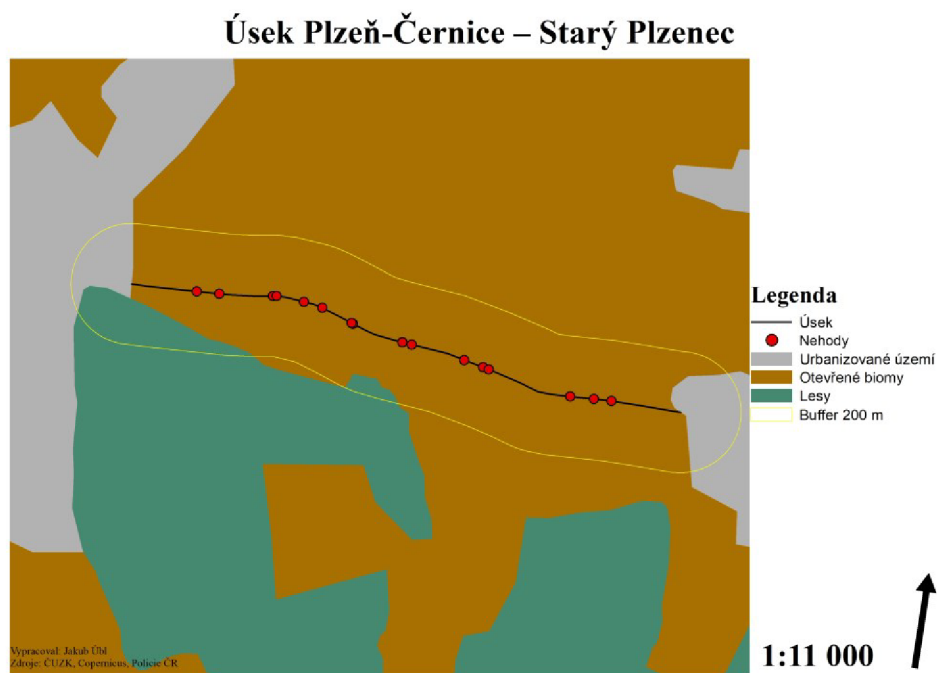 Úsek Plzeň-Černice – Starý Plzenec
Legenda
Úsek
Nehody
Urbanizované území
Otevřené biomy
Lesy
Buffer 200 m
Vypracoval: Jakub Übl
Zdroje: ČÚZK, Copernicus, Policie ČR
1:11 000